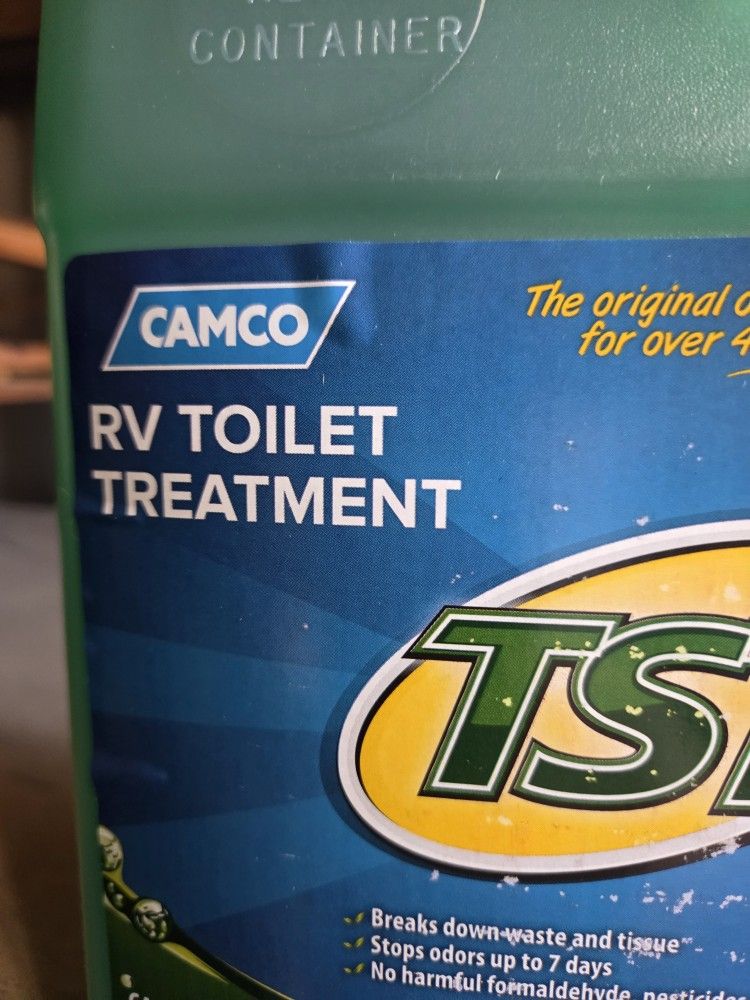 CONTAINER
CAMCO
The original
for over 4
RV TOILET
TREATMENT
TS
Breaks down waste and tissue
Stops odors up to 7 days
No harmful formaldehyde,